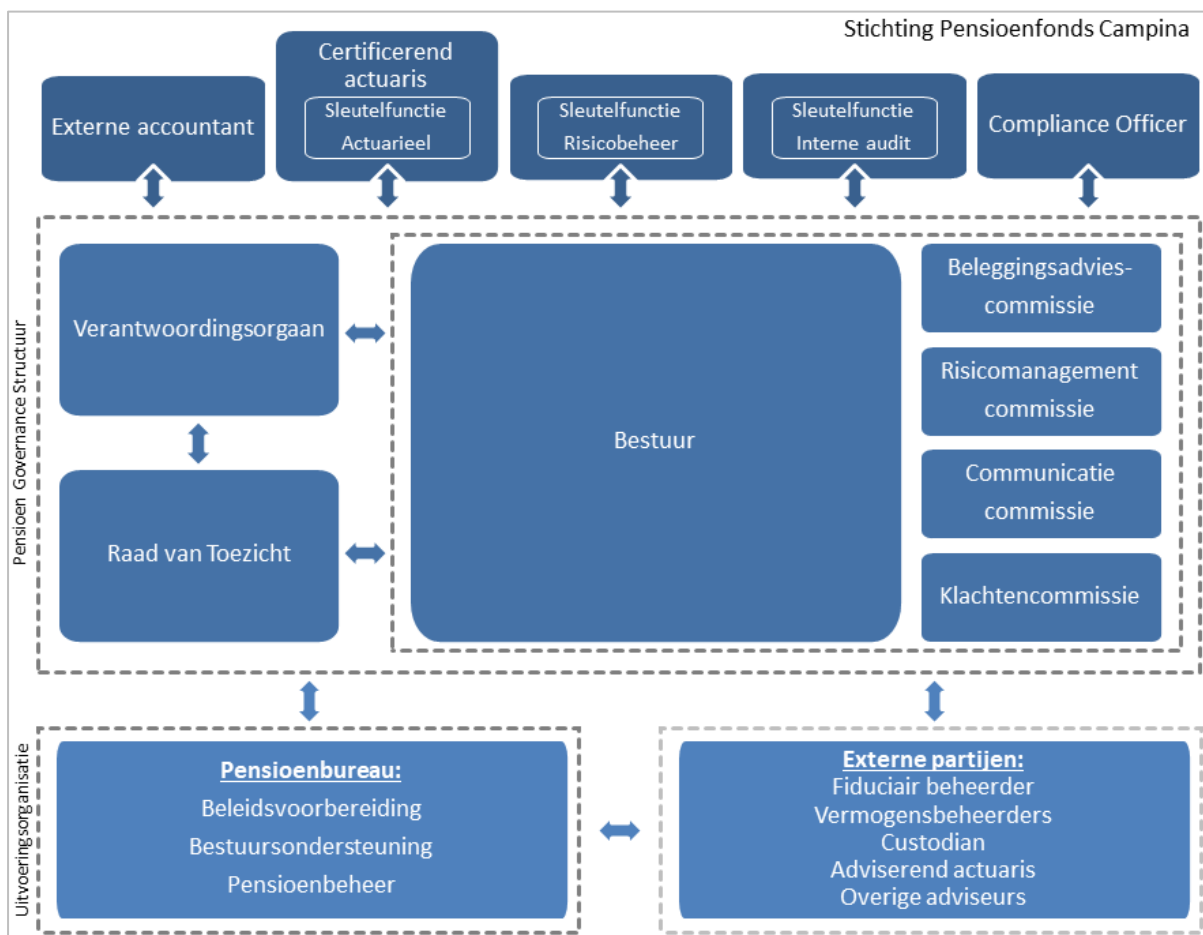 Stichting Pensioenfonds Campina
Externe accountant
Certificerend
actuaris
Sleutelfunctie
Actuarieel
Sleutelfunctie
Risicobeheer
Sleutelfunctie
Interne audit
Compliance Officer
Pensioen Governance Structuur
Verantwoordingsorgaan
Raad van Toezicht
Bestuur
Beleggingsadvies-
commissie
Risicomanagement
commissie
Communicatie
commissie
Klachtencommissie
Uitvoeringsorganisatie
Pensioenbureau:
Beleidsvoorbereiding
Bestuursondersteuning
Pensioenbeheer
Externe partijen:
Fiduciair beheerder
Vermogensbeheerders
Custodian
Adviserend actuaris
Overige adviseurs